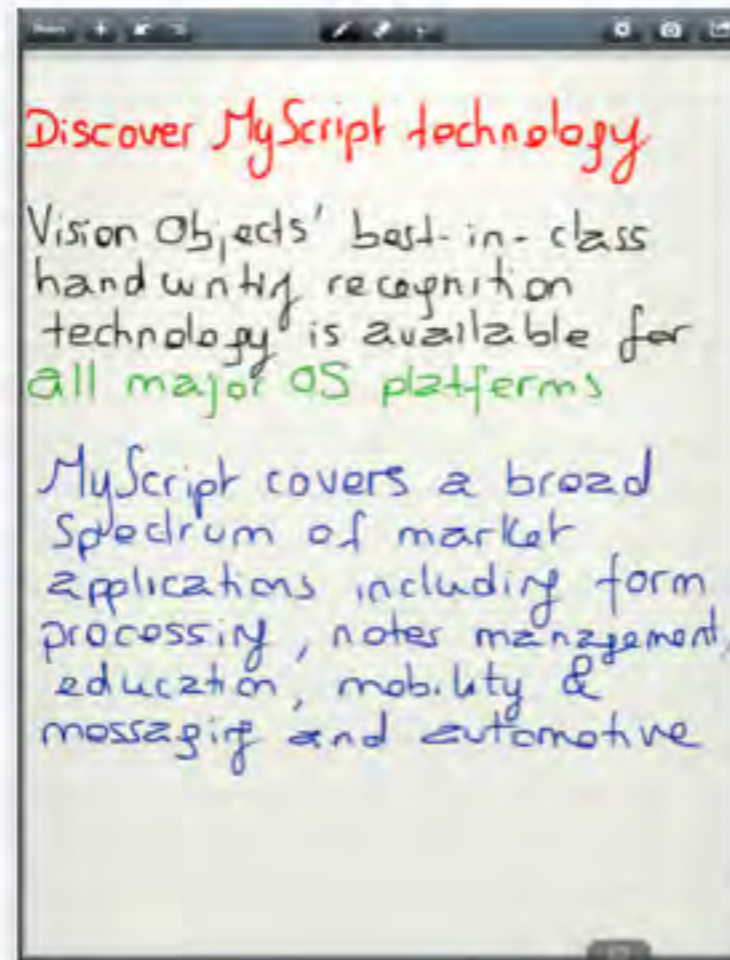 Discover MyScript technology
Vision Objects' best-in-class
handwriting recognition
technology is available for
all major OS platforms
MyScript covers a broad
spectrum of market
applications including form
processing, notes management,
education, mobility &
messaging and automotive